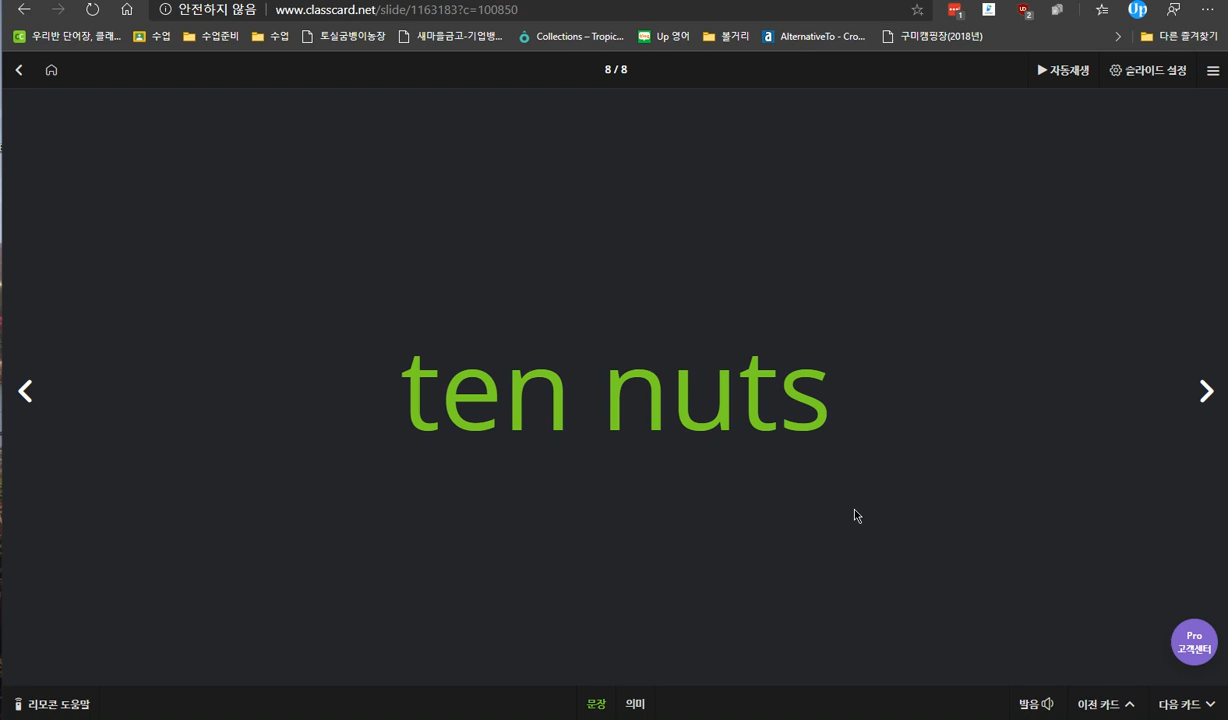 안전하지 않음 www.classcard.net/slide/1163183?c=100850
우리반 단어장, 클래... 수업 수업준비 수업 토실굼벵이농장 새마을금고-기업뱅... Collections – Tropic... Up 영어 볼거리 AlternativeTo - Cro... 구미캠핑장(2018년) 다른 즐겨찾기
8 / 8 자동재생 슬라이드 설정
ten nuts
Pro
고객센터
리모콘 도움말 문장 의미 발음 이전 카드 다음 카드